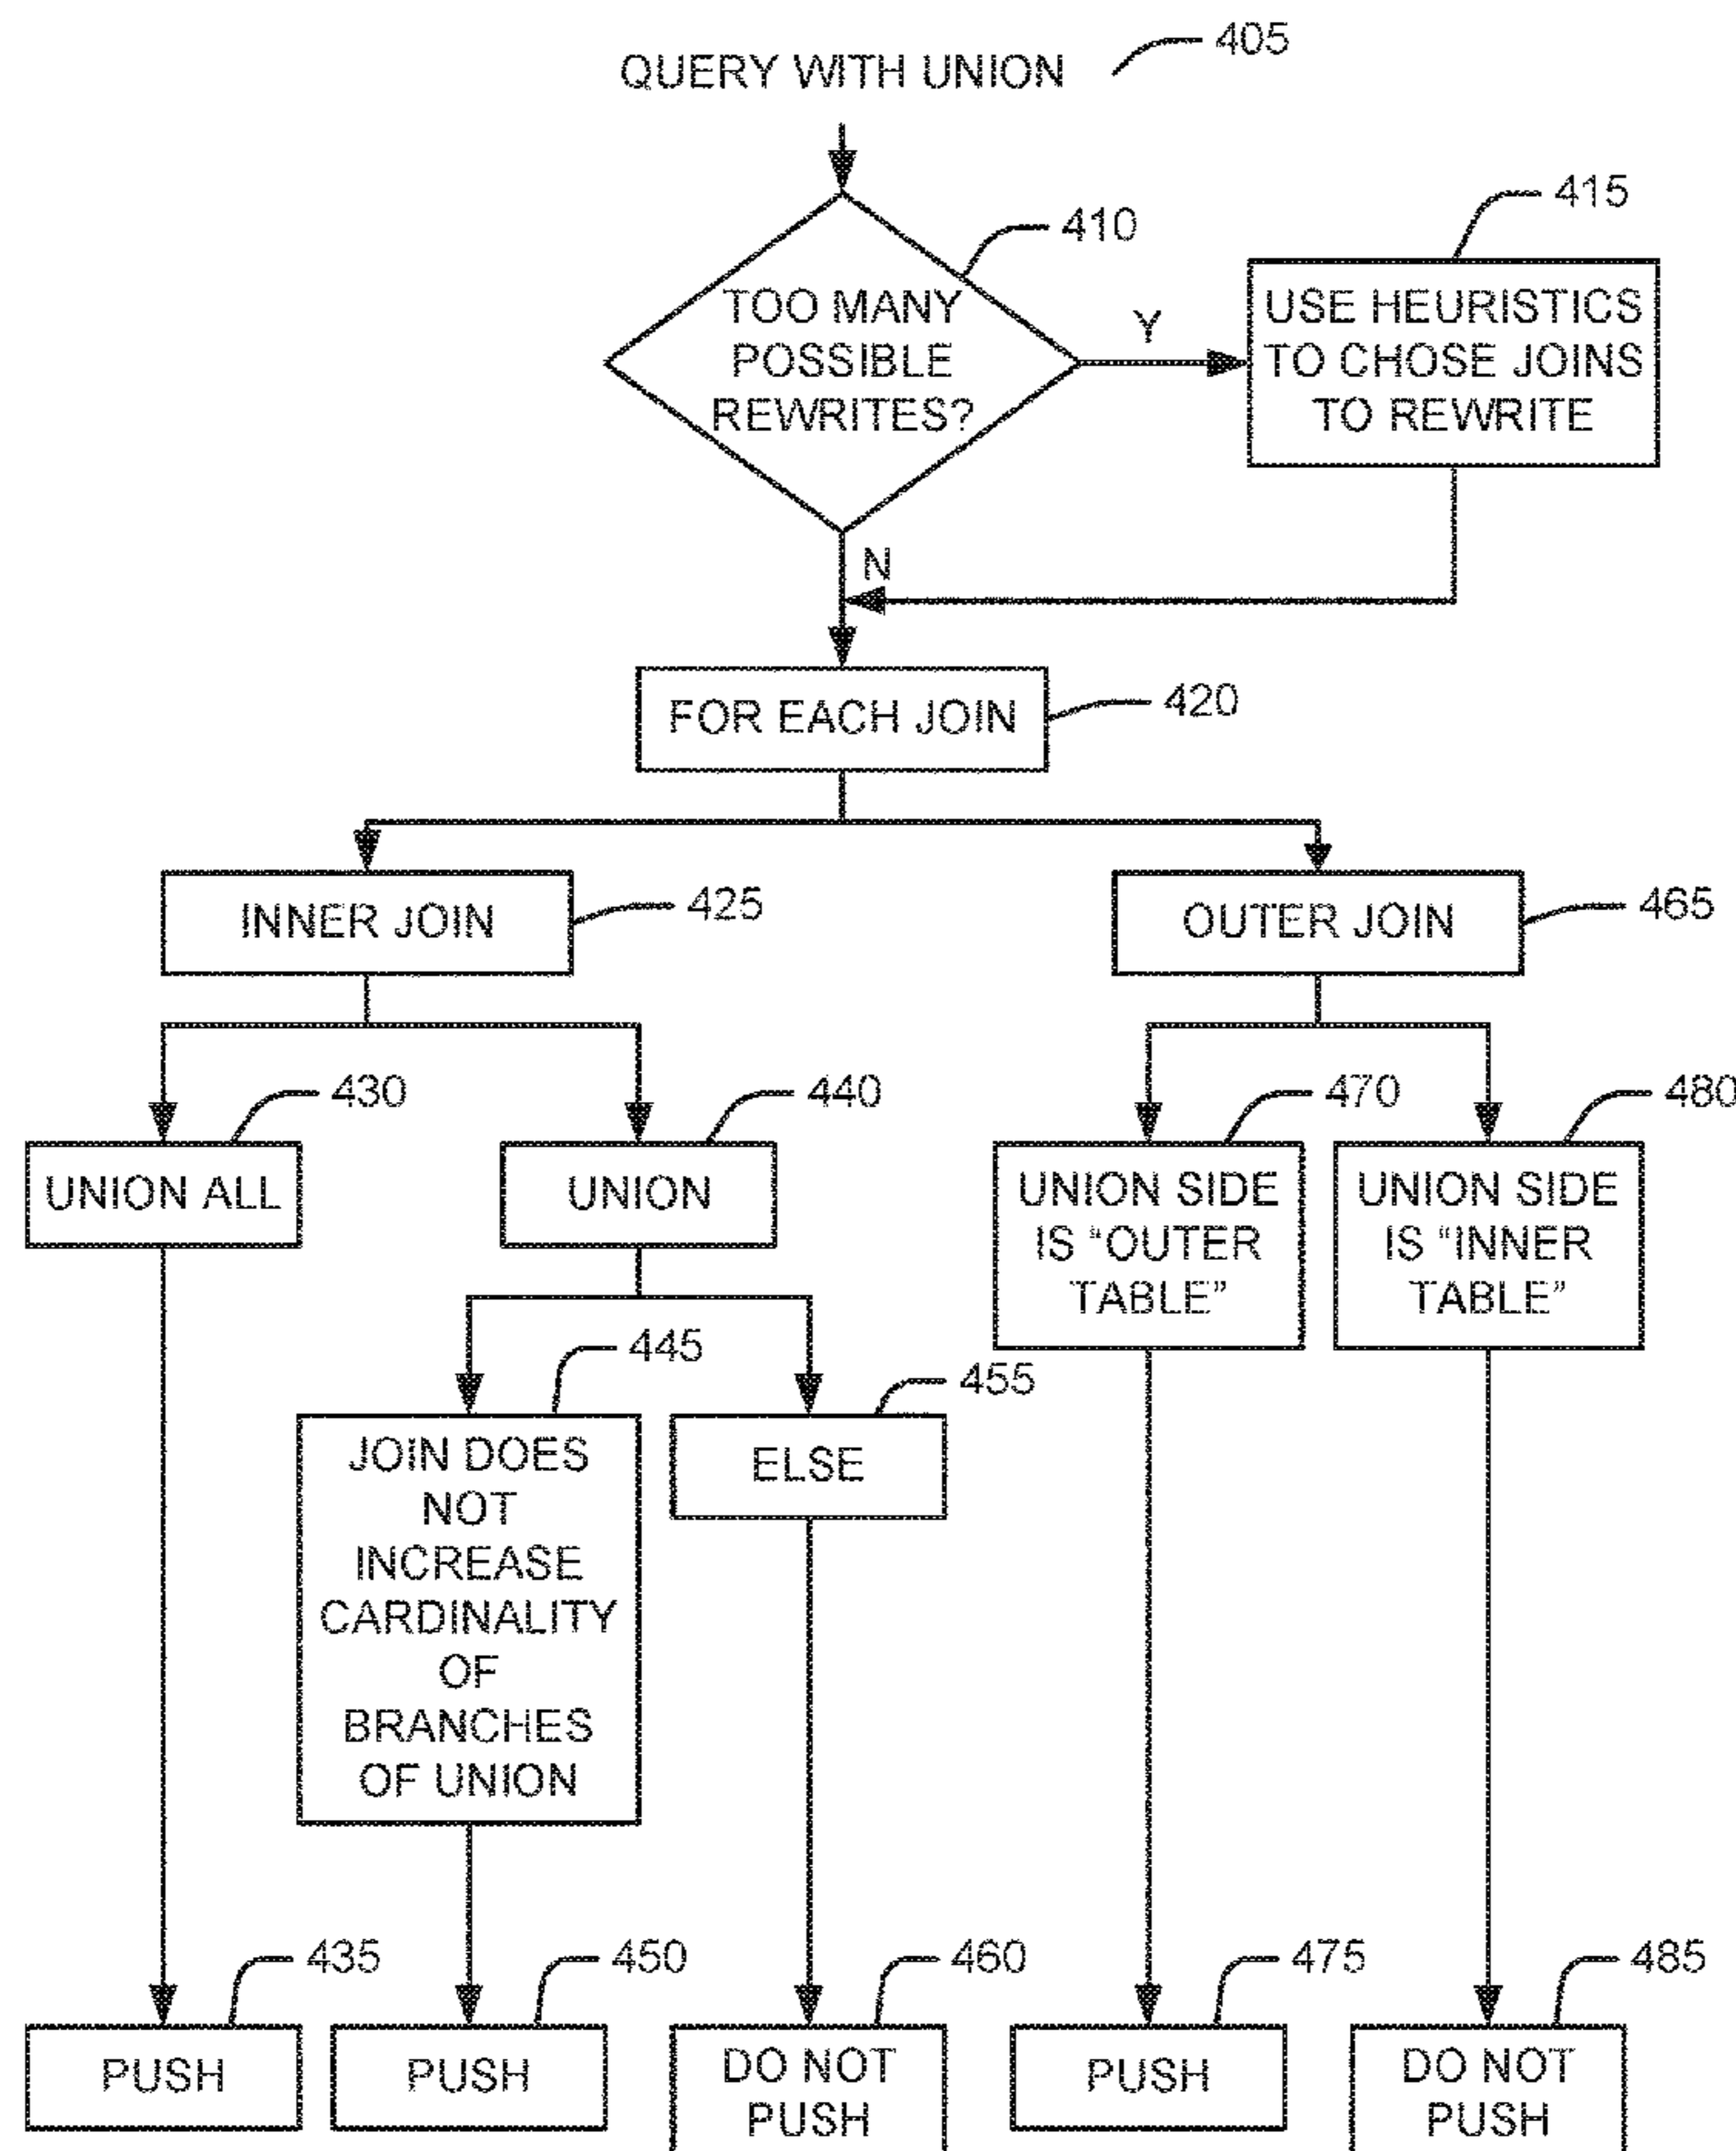 QUERY WITH UNION
405
410
TOO MANY
POSSIBLE
REWRITES?
Y
415
USE HEURISTICS
TO CHOSE JOINS
TO REWRITE
N
FOR EACH JOIN
420
INNER JOIN
425
OUTER JOIN
465
430
440
470
480
UNION ALL
UNION
UNION SIDE
IS “OUTER
TABLE”
UNION SIDE
IS “INNER
TABLE”
445
455
JOIN DOES
NOT
INCREASE
CARDINALITY
OF
BRANCHES
OF UNION
ELSE
435
450
460
475
485
PUSH
PUSH
DO NOT
PUSH
PUSH
DO NOT
PUSH